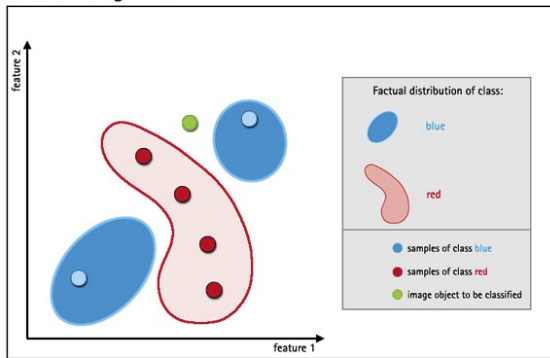 feature 2
feature 1
Factual distribution of class:
blue
red
samples of class blue
samples of class red
image object to be classified